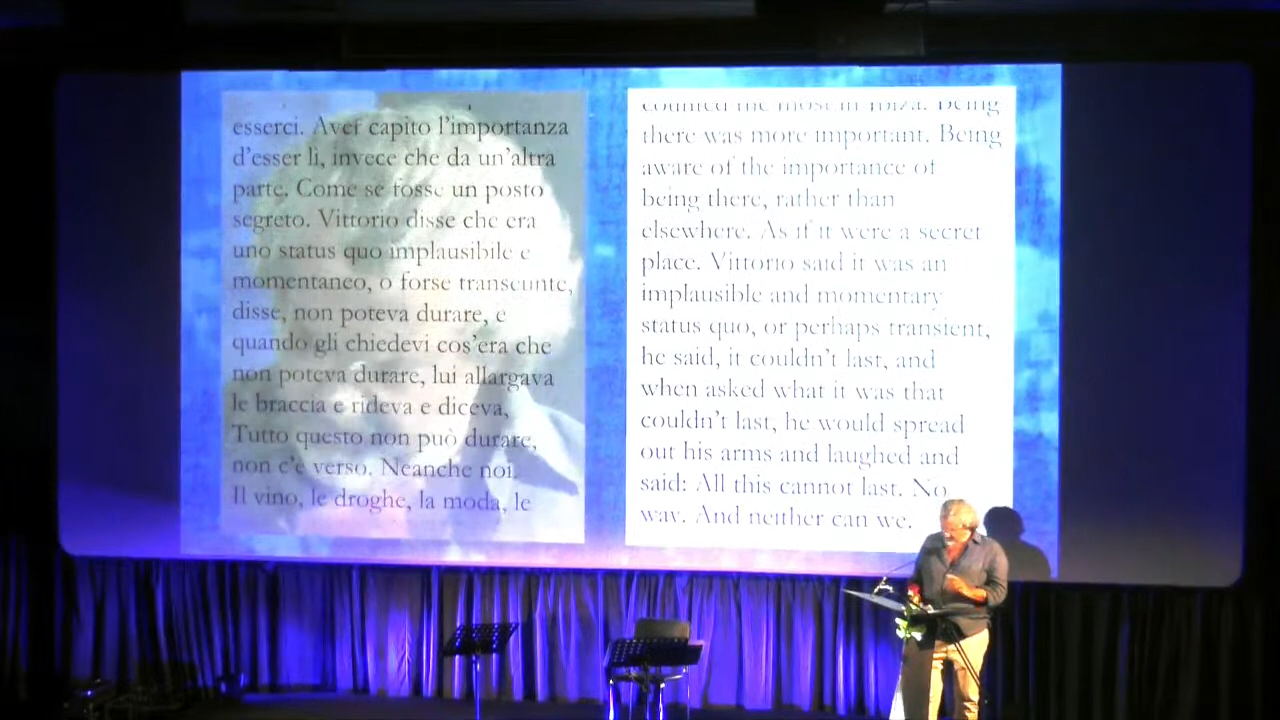 esserci. Aver capito l'importanza
d'esser lì, invece che da un'altra
parte. Come se fosse un posto
segreto. Vittorio disse che era
uno status quo implausibile e
momentaneo, o forse transeunte,
disse, non poteva durare, e
quando gli chiedevi cos'era che
non poteva durare, lui allargava
le braccia e rideva e diceva,
Tutto questo non può durare,
non c'è verso. Neanche noi.
Il vino, le droghe, la moda, le
counted the most in Ibiza. Being
there was more important. Being
aware of the importance of
being there, rather than
elsewhere. As if it were a secret
place. Vittorio said it was an
implausible and momentary
status quo, or perhaps transient,
he said, it couldn't last, and
when asked what it was that
couldn't last, he would spread
out his arms and laughed and
said: All this cannot last. No
way. And neither can we.